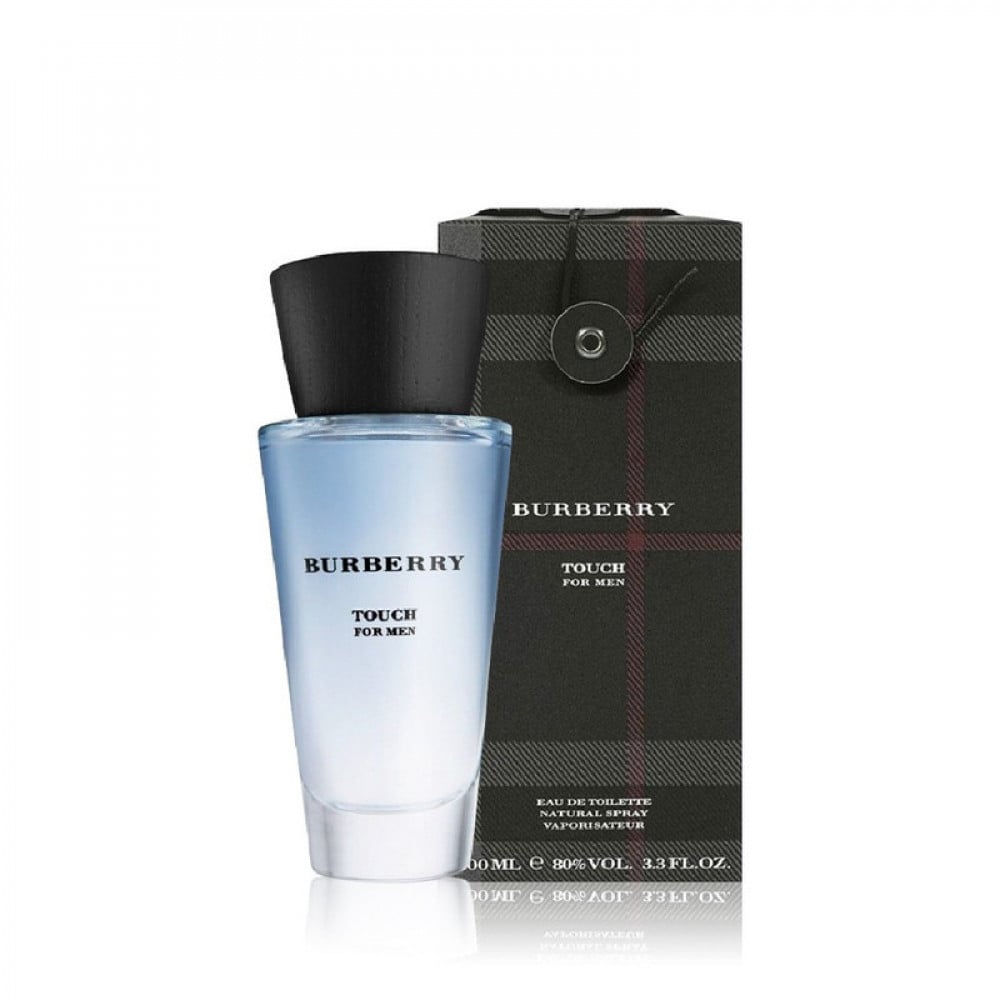 BURBERRY
TOUCH
FOR MEN
BURBERRY
TOUCH
FOR MEN
EAU DE TOILETTE
NATURAL SPRAY
VAPORISATEUR
00ML ℮ 80% VOL. 3.3 FL.OZ.